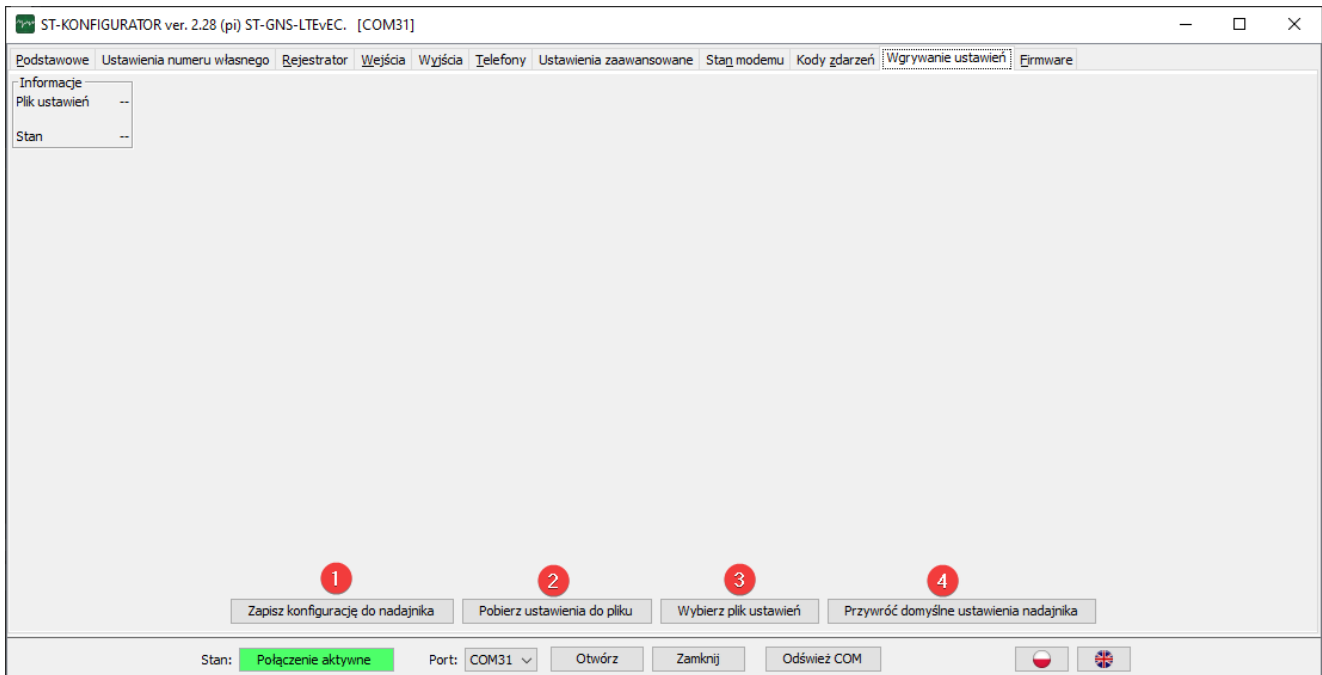 ST-KONFIGURATOR ver. 2.28 (pi) ST-GNS-LTEvEC. [COM31]
Podstawowe Ustawienia numeru własnego Rejestrator Wejścia Wyjścia Telefony Ustawienia zaawansowane Stan modemu Kody zdarzeń Wgrywanie ustawień Firmware
Informacje
Plik ustawień --
Stan --
1 2 3 4
Zapisz konfigurację do nadajnika Pobierz ustawienia do pliku Wybierz plik ustawień Przywróć domyślne ustawienia nadajnika
Stan: Połączenie aktywne Port: COM31 Otwórz Zamknij Odśwież COM